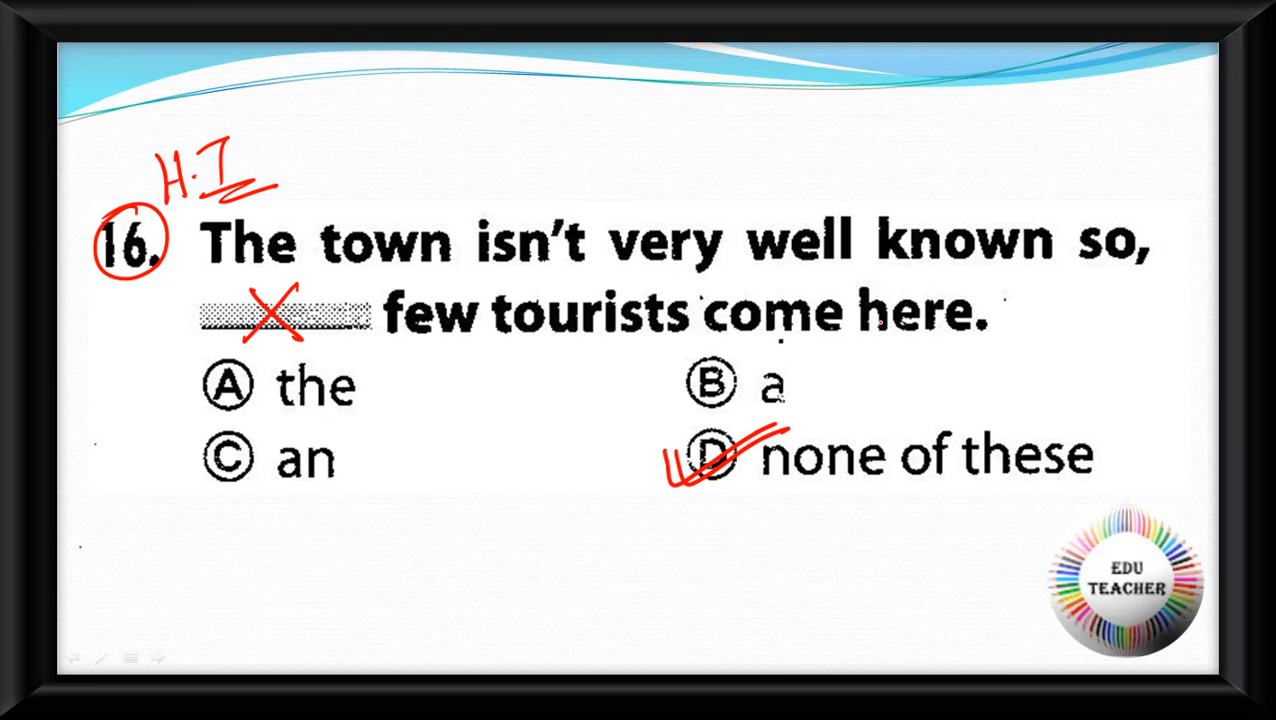 H.I
16. The town isn't very well known so,
few tourists come here.
A the
B a
C an
D none of these
EDU
TEACHER